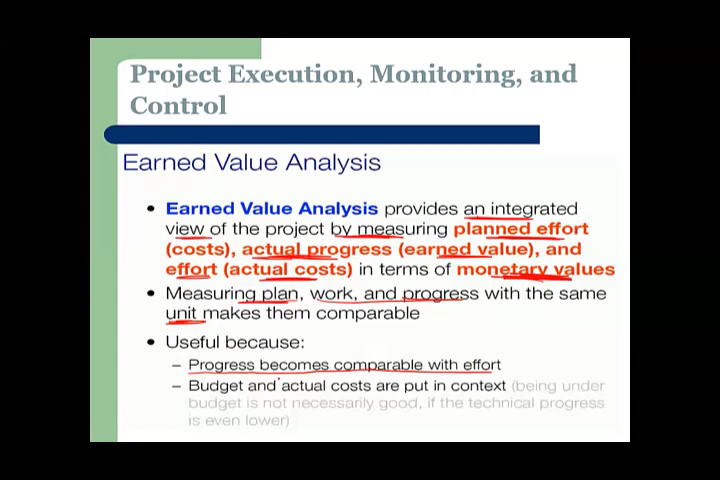 Project Execution, Monitoring, and
Control
Earned Value Analysis
• Earned Value Analysis provides an integrated
view of the project by measuring planned effort
(costs), actual progress (earned value), and
effort (actual costs) in terms of monetary values
• Measuring plan, work, and progress with the same
unit makes them comparable
• Useful because:
– Progress becomes comparable with effort
– Budget and actual costs are put in context (being under
budget is not necessarily good, if the technical progress
is even lower)